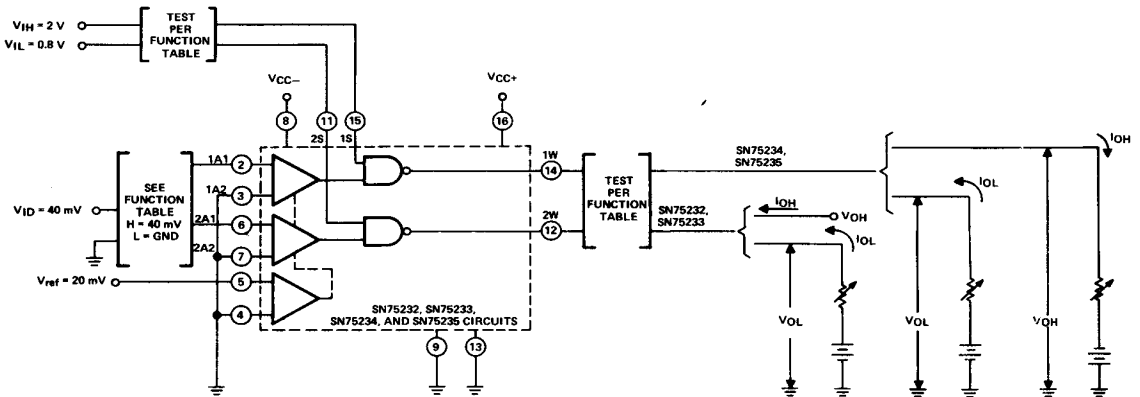 VIH = 2 V
VIL = 0.8 V
TEST
PER
FUNCTION
TABLE
VCC−
VCC+
8
11
15
16
2S
1S
VID = 40 mV
SEE
FUNCTION
TABLE
H = 40 mV
L = GND
1A1
2
1A2
3
2A1
6
2A2
7
Vref = 20 mV
5
4
1W
14
2W
12
SN75232, SN75233,
SN75234, AND SN75235 CIRCUITS
9
13
TEST
PER
FUNCTION
TABLE
SN75234,
SN75235
SN75232,
SN75233
IOH
VOH
IOL
VOL
IOL
VOL
IOH
VOH